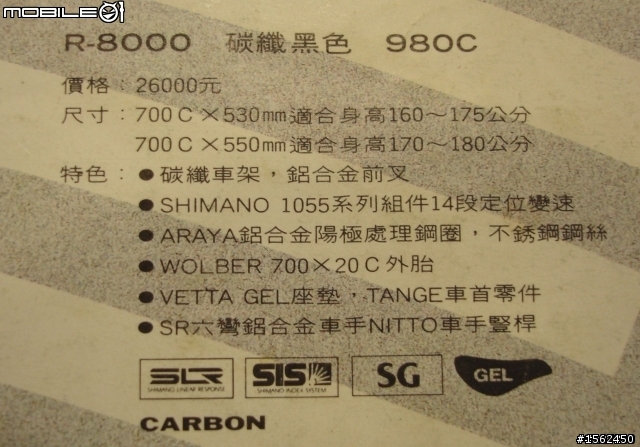 MOBILE01
R-8000 碳纖黑色 980C
價格：26000元
尺寸：700C×530mm適合身高160～175公分
700C×550mm適合身高170～180公分
特色：●碳纖車架，鋁合金前叉
●SHIMANO 1055系列組件14段定位變速
●ARAYA鋁合金陽極處理鋼圈，不銹鋼鋼絲
●WOLBER 700×20C外胎
●VETTA GEL座墊，TANGE車首零件
●SR六彎鋁合金車手NITTO車手豎桿
SLR SIS SG GEL
SHIMANO LINEAR RESPONSE SHIMANO INDEX SYSTEM
CARBON
#1562450